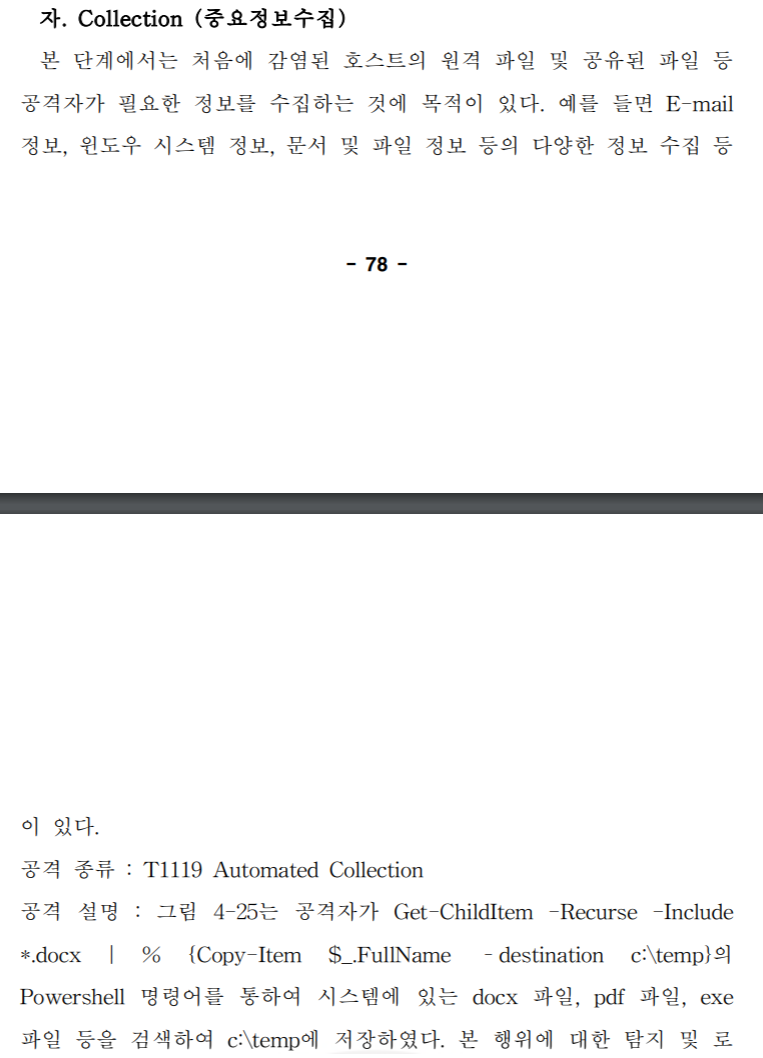 자. Collection (중요정보수집)
본 단계에서는 처음에 감염된 호스트의 원격 파일 및 공유된 파일 등
공격자가 필요한 정보를 수집하는 것에 목적이 있다. 예를 들면 E-mail
정보, 윈도우 시스템 정보, 문서 및 파일 정보 등의 다양한 정보 수집 등
- 78 -
이 있다.
공격 종류 : T1119 Automated Collection
공격 설명 : 그림 4-25는 공격자가 Get-ChildItem -Recurse -Include
*.docx | % {Copy-Item $_.FullName -destination c:\temp}의
Powershell 명령어를 통하여 시스템에 있는 docx 파일, pdf 파일, exe
파일 등을 검색하여 c:\temp에 저장하였다. 본 행위에 대한 탐지 및 로